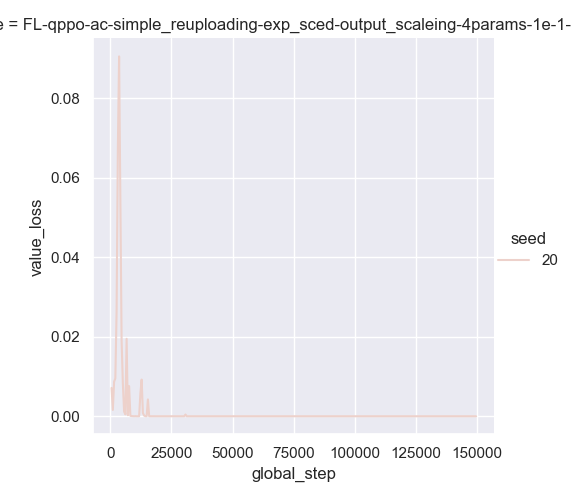 e = FL-qppo-ac-simple_reuploading-exp_sced-output_scaleing-4params-1e-1-
0.08
0.06
0.04
0.02
0.00
value_loss
0 25000 50000 75000 100000 125000 150000
global_step
seed
20